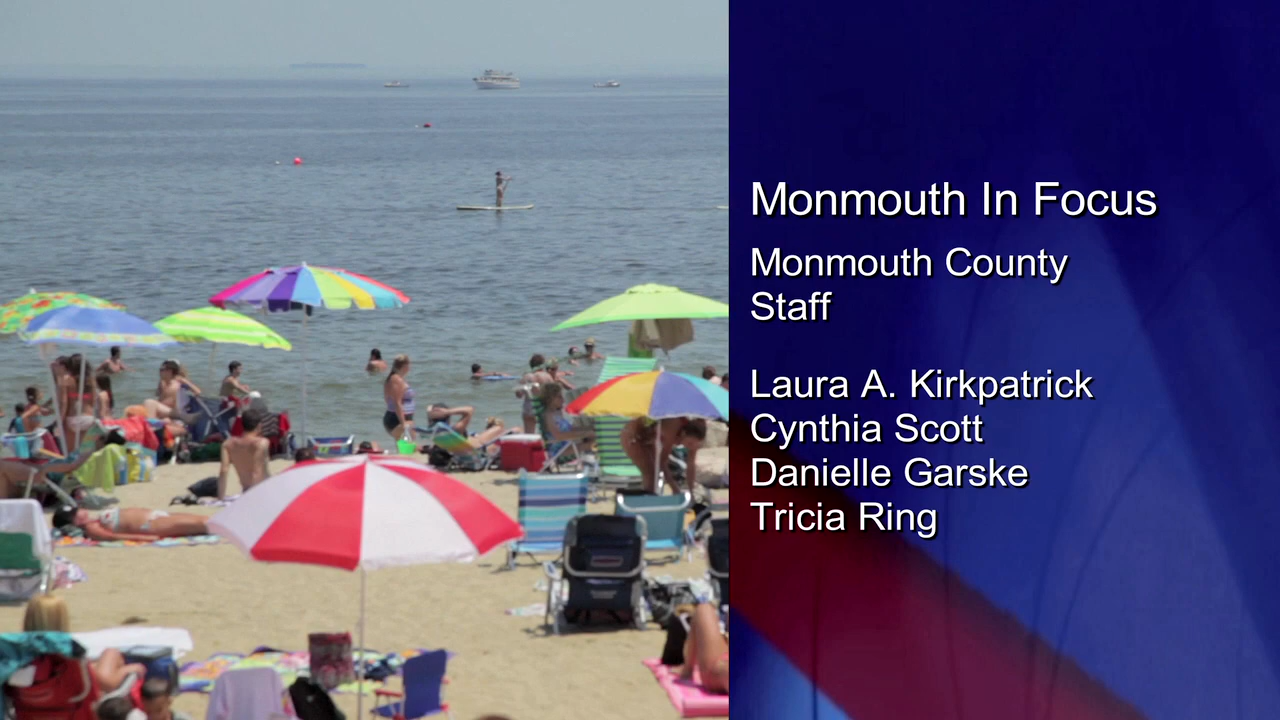 Monmouth In Focus
Monmouth County
Staff
Laura A. Kirkpatrick
Cynthia Scott
Danielle Garske
Tricia Ring